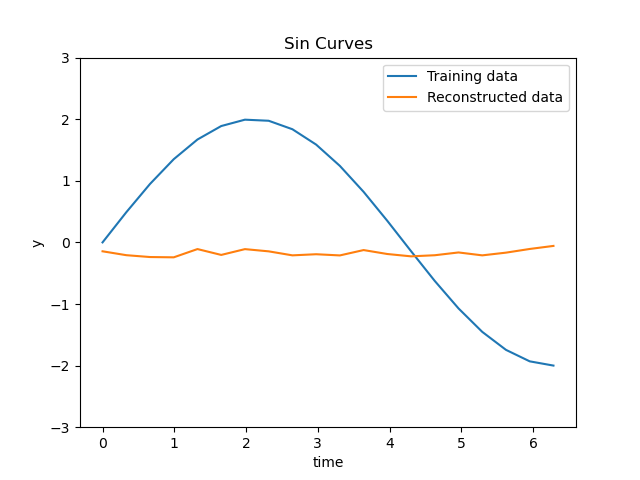 Sin Curves
Training data
Reconstructed data
3
2
1
0
−1
−2
−3
y
0 1 2 3 4 5 6
time